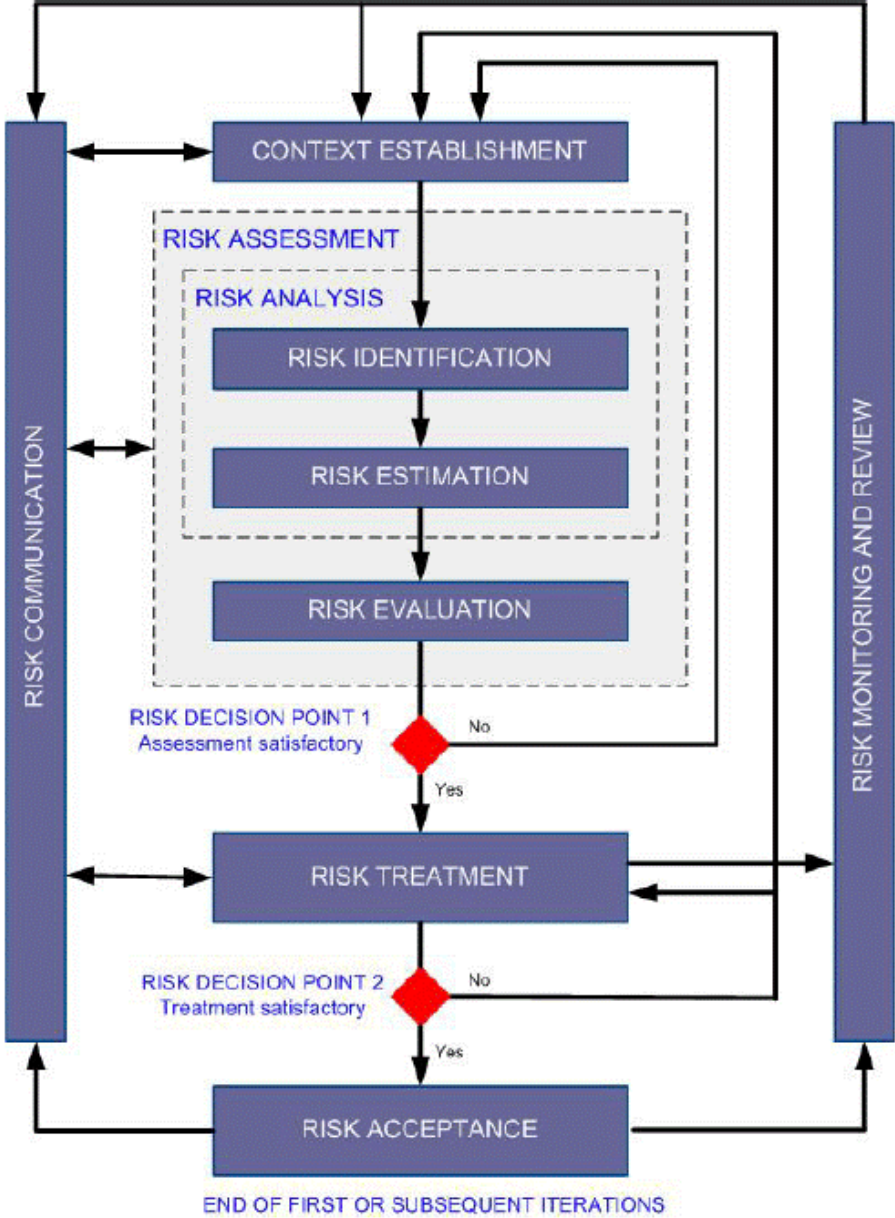 CONTEXT ESTABLISHMENT
RISK ASSESSMENT
RISK ANALYSIS
RISK IDENTIFICATION
RISK ESTIMATION
RISK EVALUATION
RISK COMMUNICATION
RISK MONITORING AND REVIEW
RISK DECISION POINT 1
Assessment satisfactory
No
Yes
RISK TREATMENT
RISK DECISION POINT 2
Treatment satisfactory
No
Yes
RISK ACCEPTANCE
END OF FIRST OR SUBSEQUENT ITERATIONS